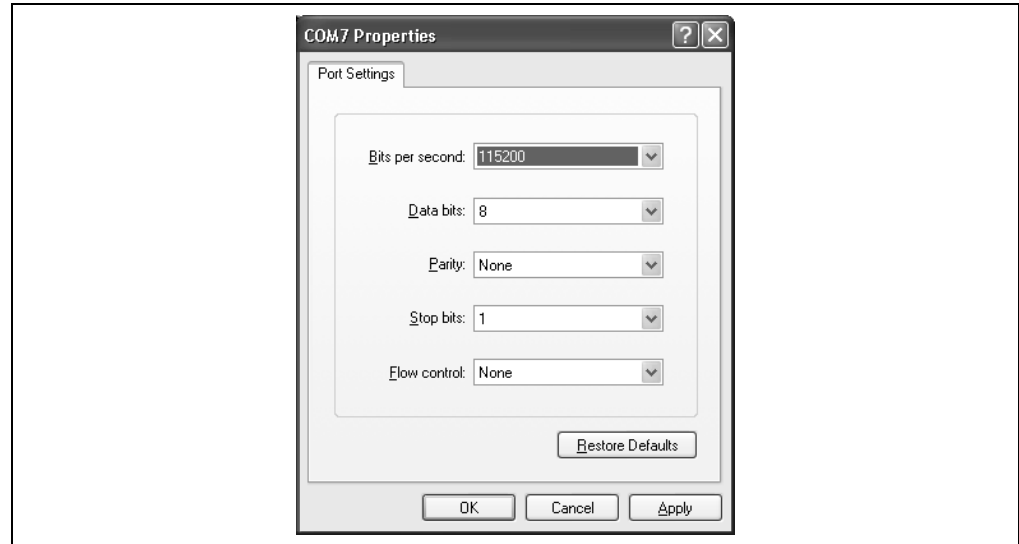 COM7 Properties
Port Settings
Bits per second: 115200
Data bits: 8
Parity: None
Stop bits: 1
Flow control: None
Restore Defaults
OK Cancel Apply